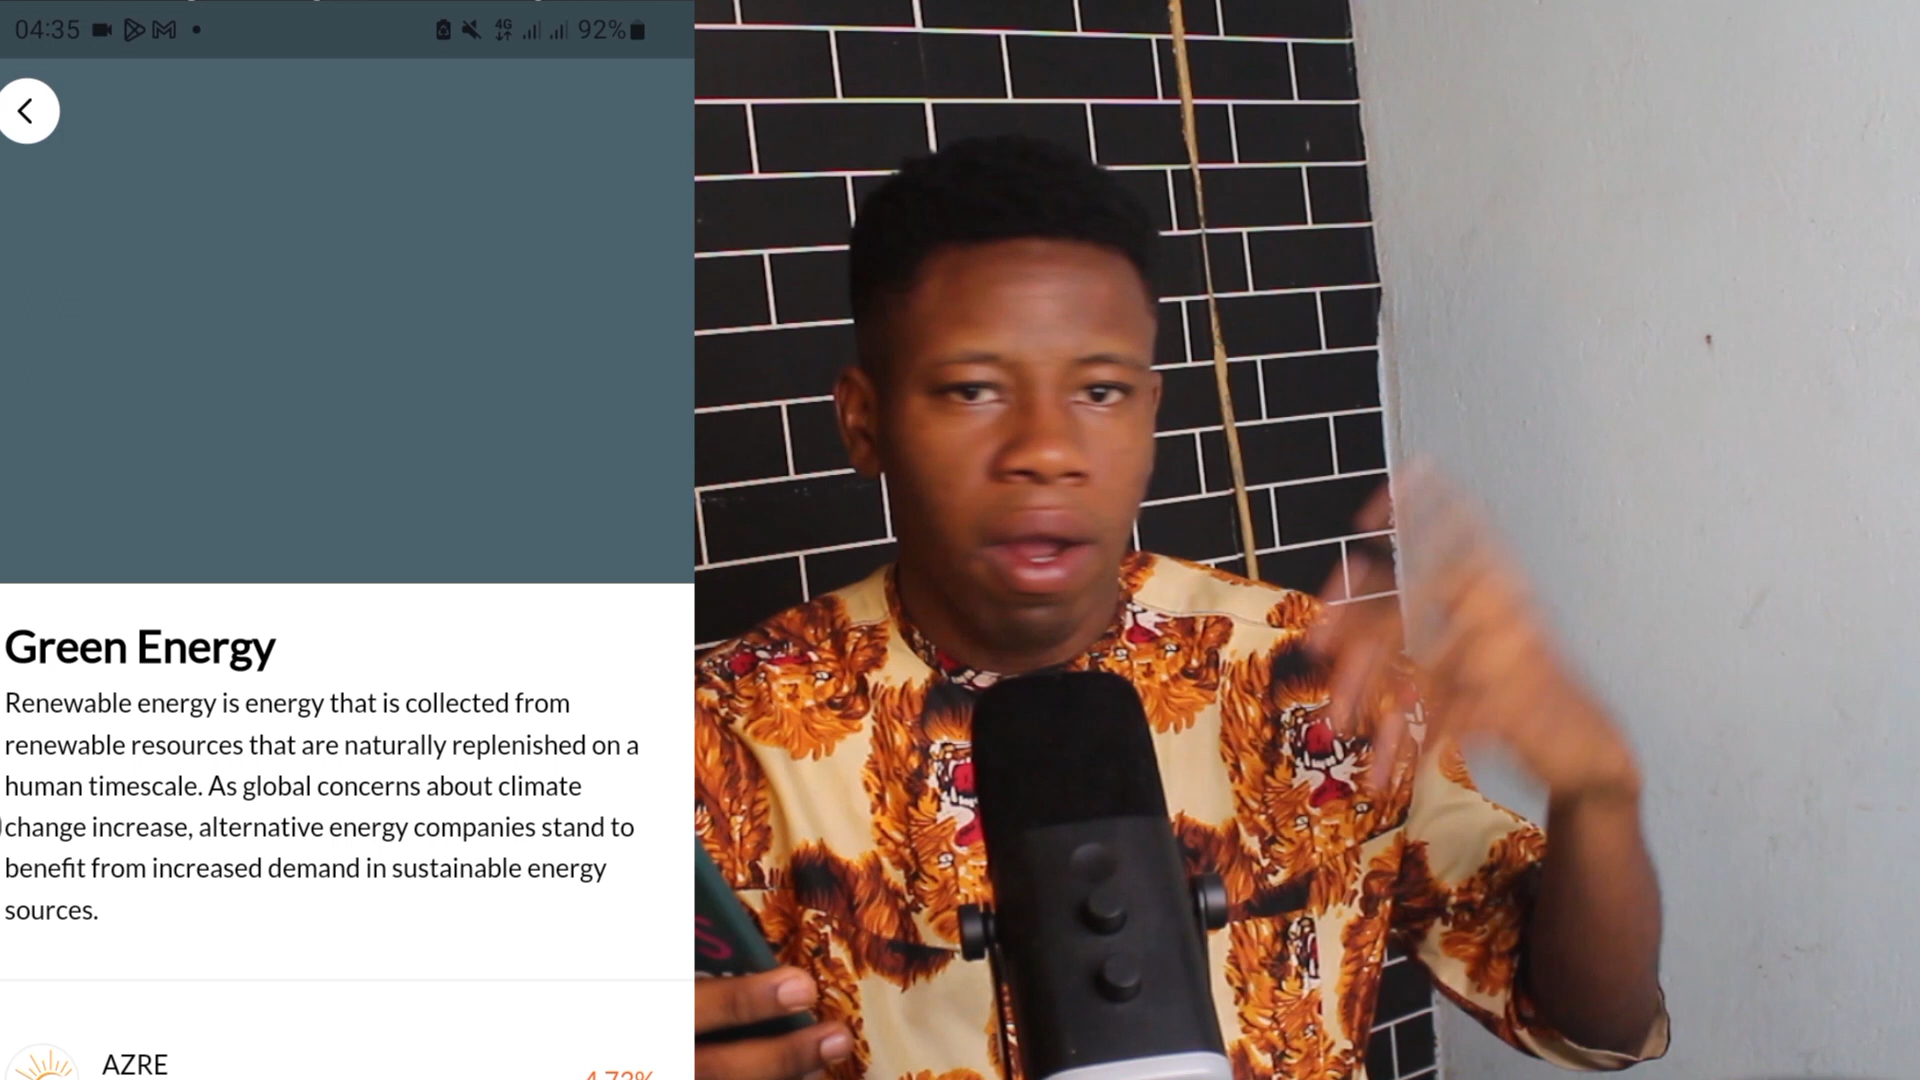 04:35
4G
92%
Green Energy
Renewable energy is energy that is collected from
renewable resources that are naturally replenished on a
human timescale. As global concerns about climate
change increase, alternative energy companies stand to
benefit from increased demand in sustainable energy
sources.
AZRE